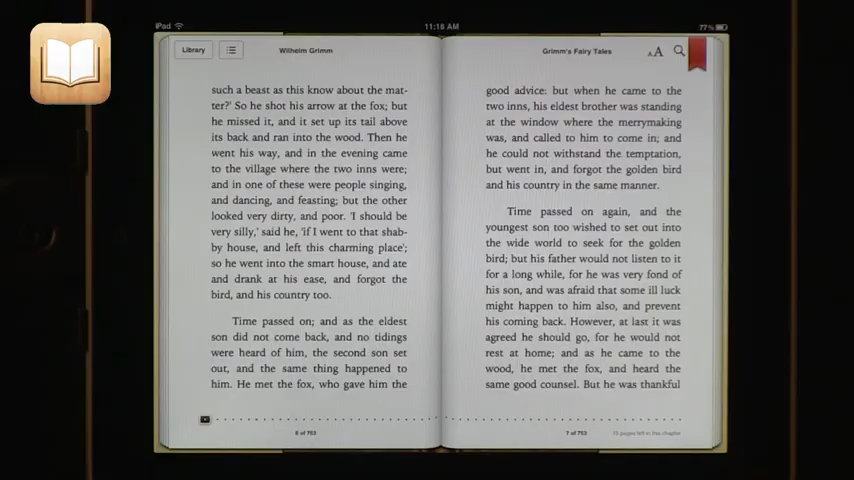 iPad
11:18 AM
77%
Library
Wilhelm Grimm
Grimm's Fairy Tales
AA
such a beast as this know about the mat-
ter?' So he shot his arrow at the fox; but
he missed it, and it set up its tail above
its back and ran into the wood. Then he
went his way, and in the evening came
to the village where the two inns were;
and in one of these were people singing,
and dancing, and feasting; but the other
looked very dirty, and poor. 'I should be
very silly,' said he, 'if I went to that shab-
by house, and left this charming place';
so he went into the smart house, and ate
and drank at his ease, and forgot the
bird, and his country too.
Time passed on; and as the eldest
son did not come back, and no tidings
were heard of him, the second son set
out, and the same thing happened to
him. He met the fox, who gave him the
6 of 753
good advice: but when he came to the
two inns, his eldest brother was standing
at the window where the merrymaking
was, and called to him to come in; and
he could not withstand the temptation,
but went in, and forgot the golden bird
and his country in the same manner.
Time passed on again, and the
youngest son too wished to set out into
the wide world to seek for the golden
bird; but his father would not listen to it
for a long while, for he was very fond of
his son, and was afraid that some ill luck
might happen to him also, and prevent
his coming back. However, at last it was
agreed he should go, for he would not
rest at home; and as he came to the
wood, he met the fox, and heard the
same good counsel. But he was thankful
7 of 753
pages left in this chapter